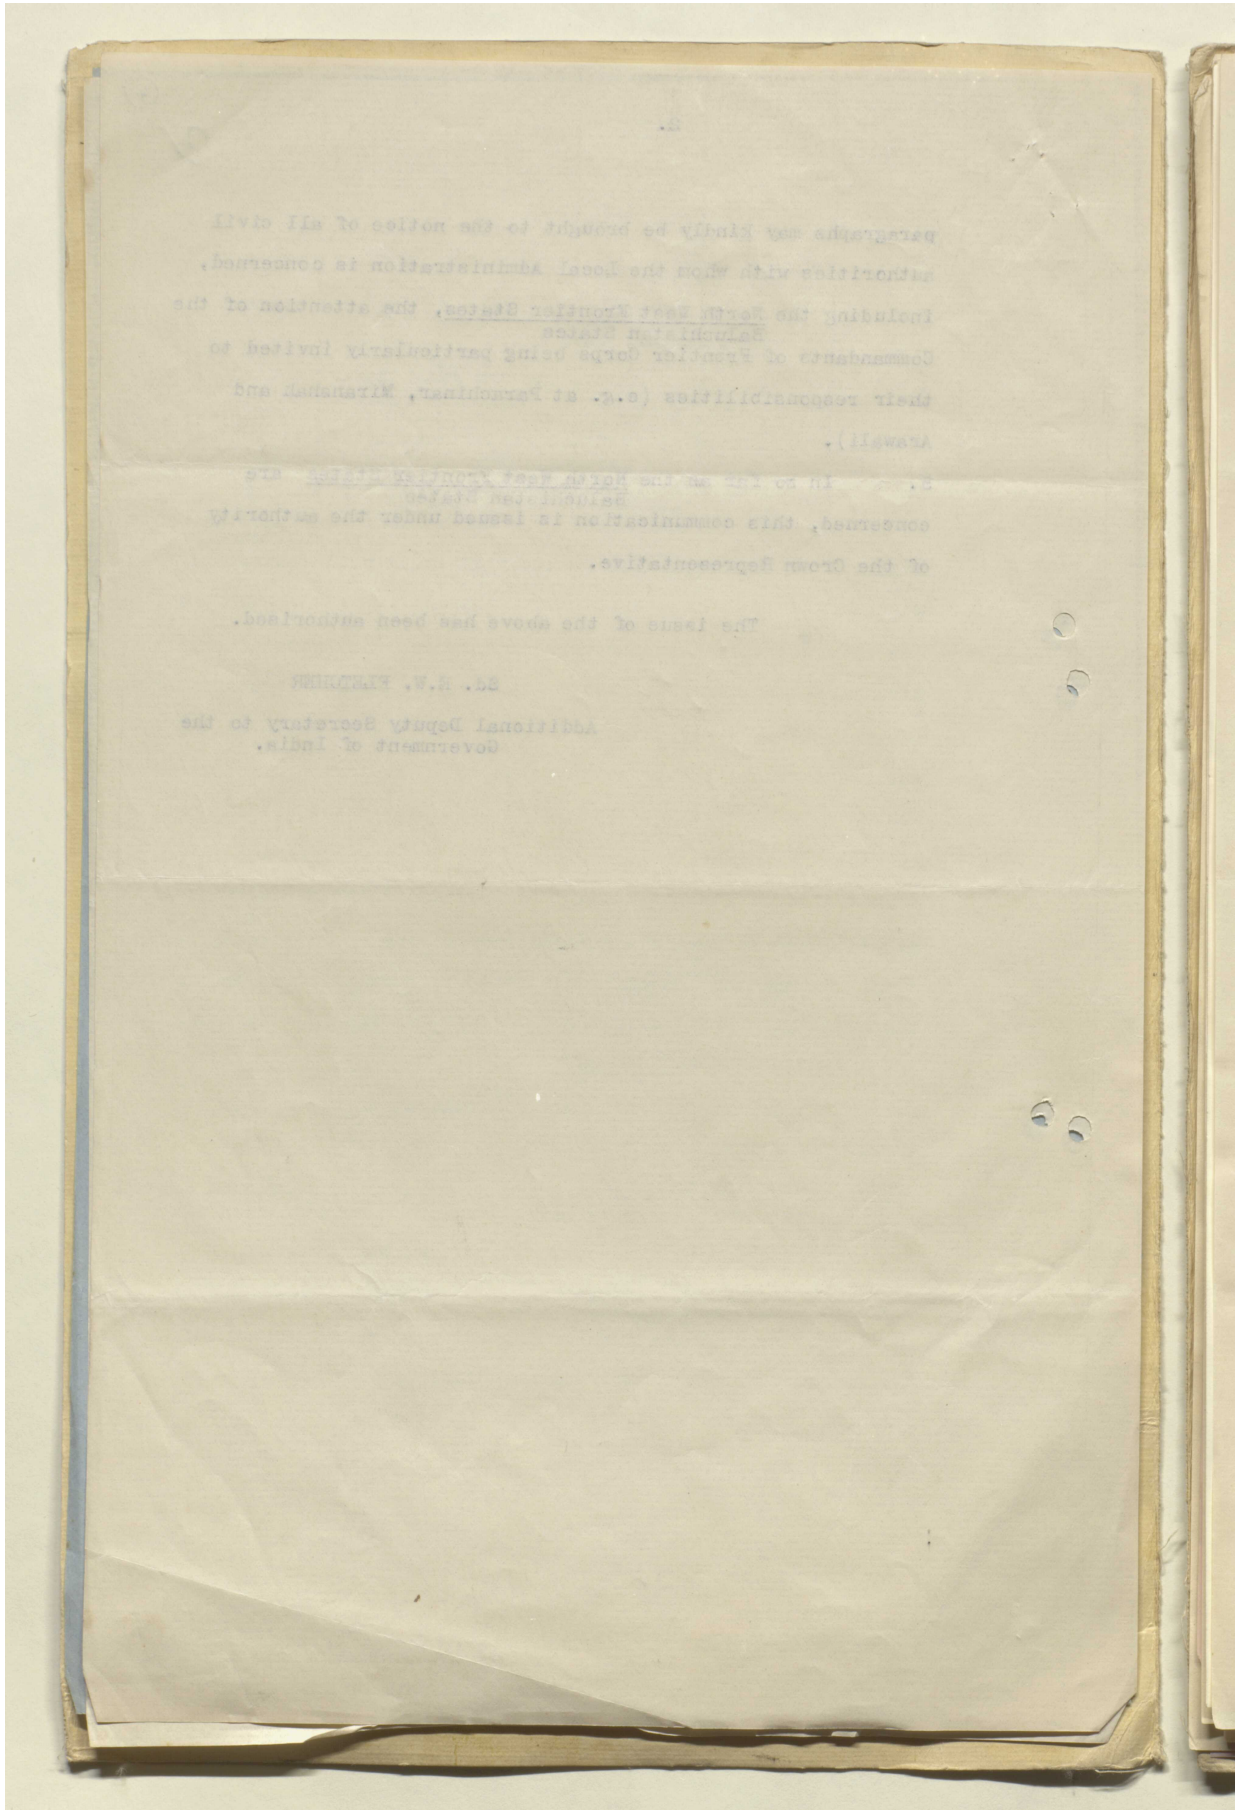 paragraphs may kindly be brought to the notice of all civil
authorities with whom the Local Administration is concerned,
including the North West Frontier States, the attention of the
Baluchistan States
Commandants of Frontier Corps being particularly invited to
their responsibilities (e.g. at Parachinar, Miranshah and
Arawali).
5. In so far as the North West Frontier States are
Baluchistan States
concerned, this communication is issued under the authority
of the Crown Representative.
The issue of the above has been authorised.
Sd. E.W. FLETCHER
Additional Deputy Secretary to the
Government of India.